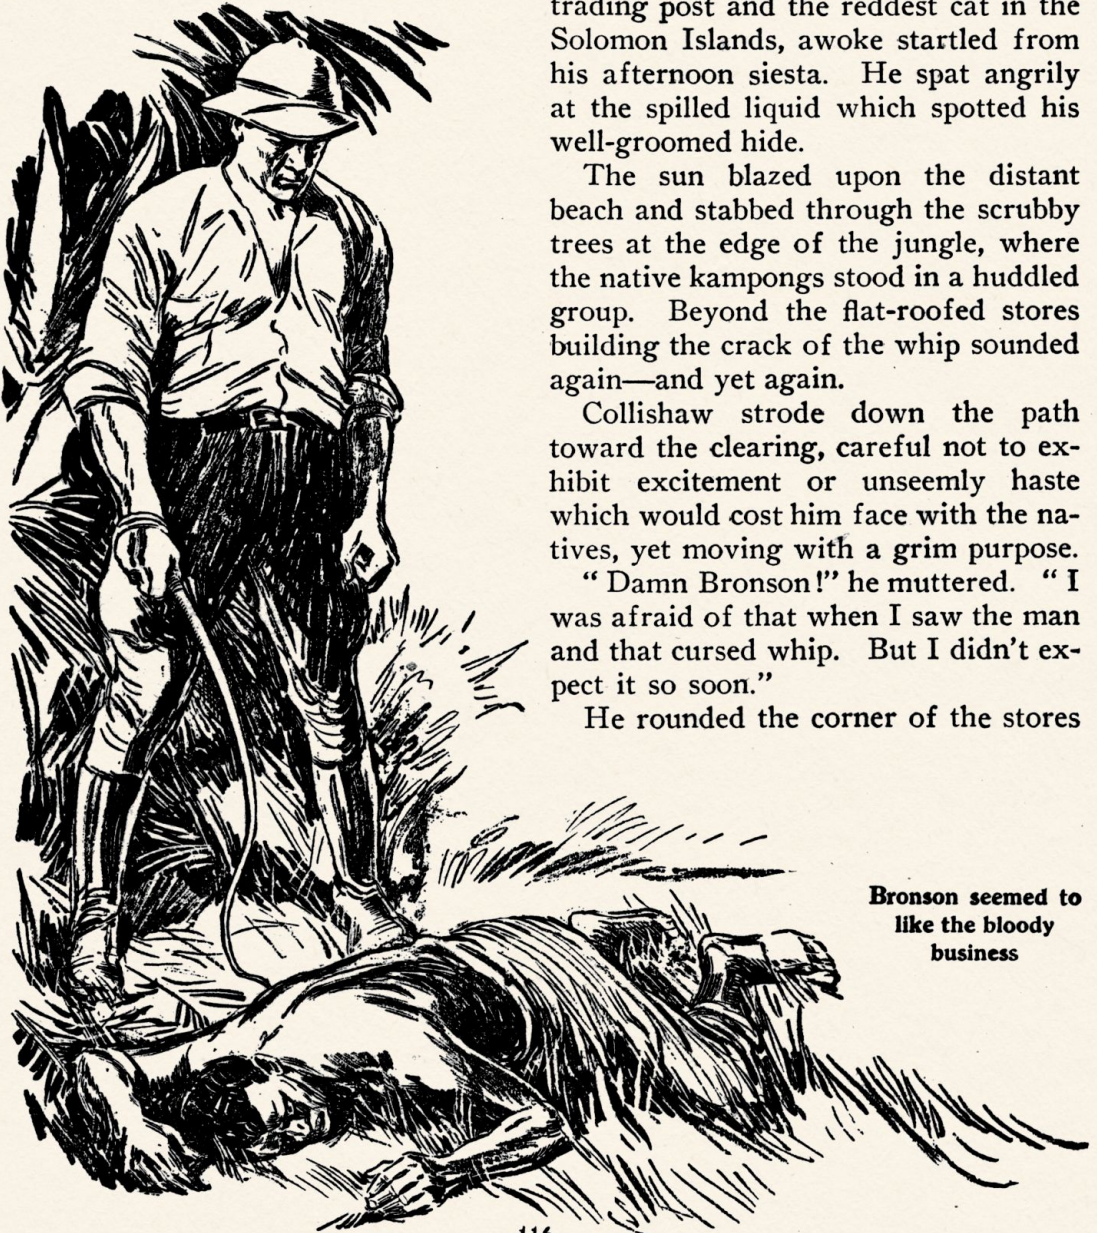 trading post and the reddest cat in the
Solomon Islands, awoke startled from
his afternoon siesta. He spat angrily
at the spilled liquid which spotted his
well-groomed hide.
The sun blazed upon the distant
beach and stabbed through the scrubby
trees at the edge of the jungle, where
the native kampongs stood in a huddled
group. Beyond the flat-roofed stores
building the crack of the whip sounded
again—and yet again.
Collishaw strode down the path
toward the clearing, careful not to ex-
hibit excitement or unseemly haste
which would cost him face with the na-
tives, yet moving with a grim purpose.
“ Damn Bronson!” he muttered. “ I
was afraid of that when I saw the man
and that cursed whip. But I didn’t ex-
pect it so soon.”
He rounded the corner of the stores
Bronson seemed to
like the bloody
business